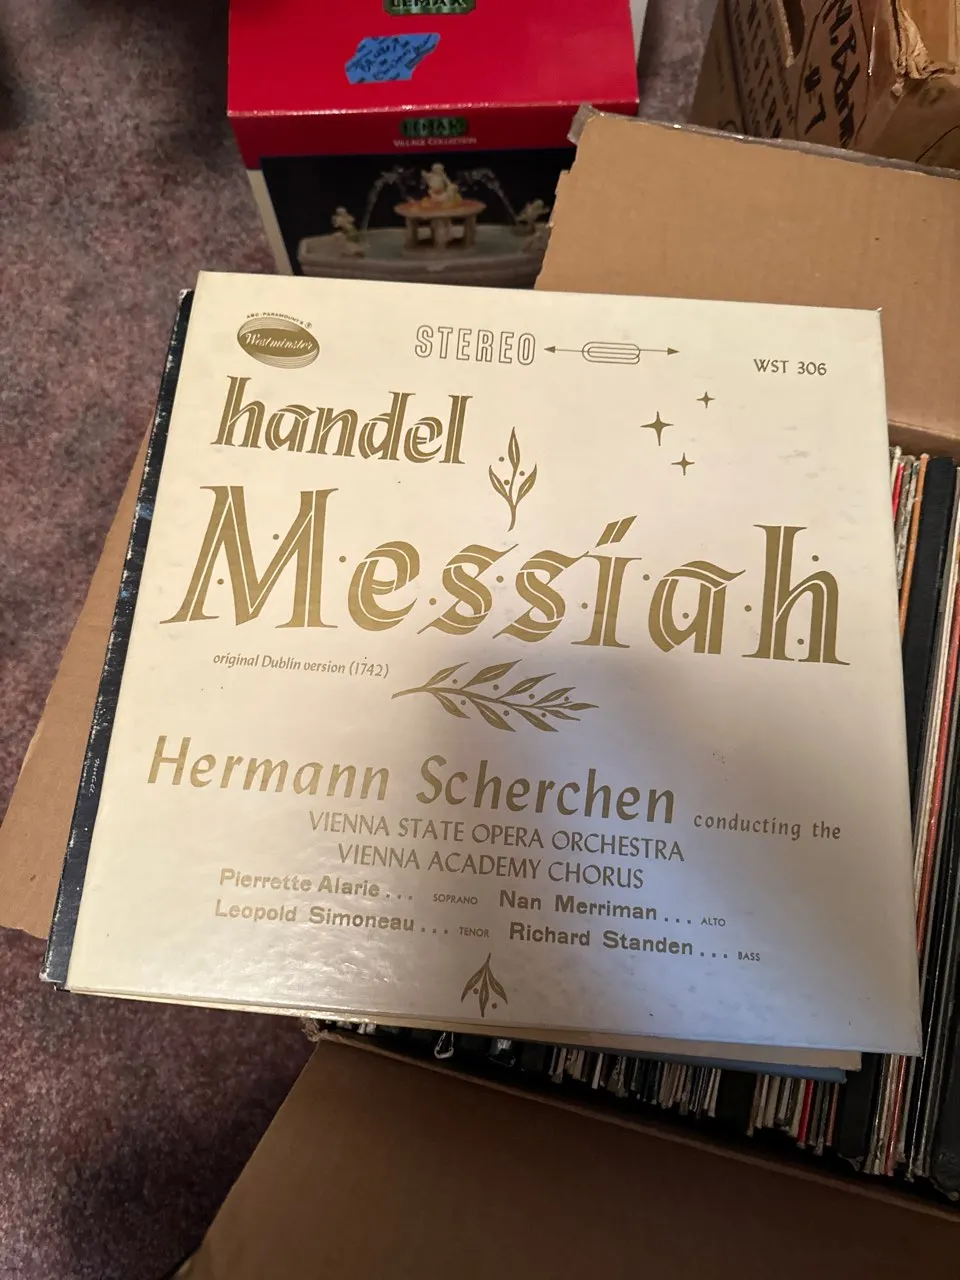 LEMAX
LEMAX
VILLAGE COLLECTION
ABC-PARAMOUNT
Westminster
STEREO
WST 306
handel
Messiah
original Dublin version (1742)
Hermann Scherchen conducting the
VIENNA STATE OPERA ORCHESTRA
VIENNA ACADEMY CHORUS
Pierrette Alarie... SOPRANO Nan Merriman... ALTO
Leopold Simoneau... TENOR Richard Standen... BASS